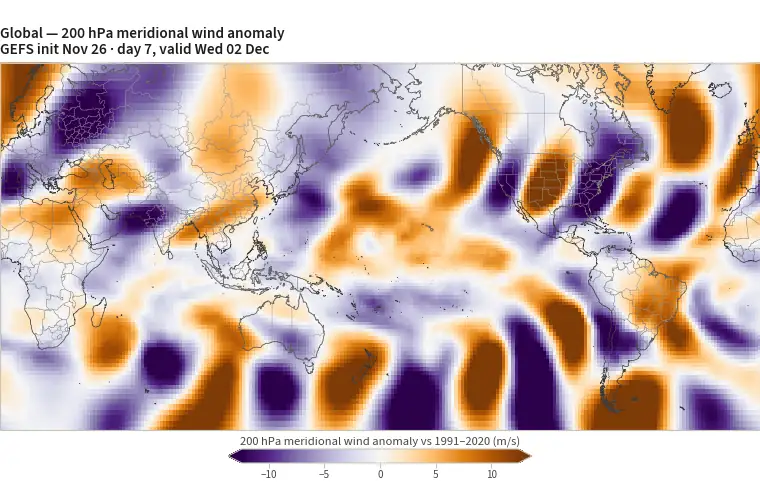 Global — 200 hPa meridional wind anomaly
GEFS init Nov 26 · day 7, valid Wed 02 Dec
200 hPa meridional wind anomaly vs 1991–2020 (m/s)
−10 −5 0 5 10